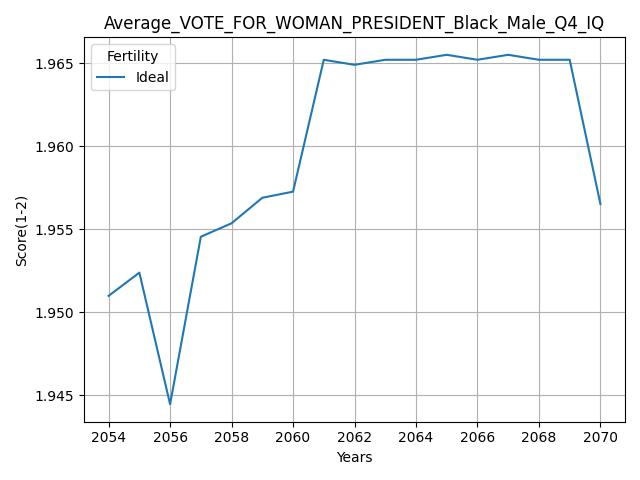 Average_VOTE_FOR_WOMAN_PRESIDENT_Black_Male_Q4_IQ
Fertility
Ideal
1.965
1.960
1.955
1.950
1.945
Score(1-2)
2054 2056 2058 2060 2062 2064 2066 2068 2070
Years